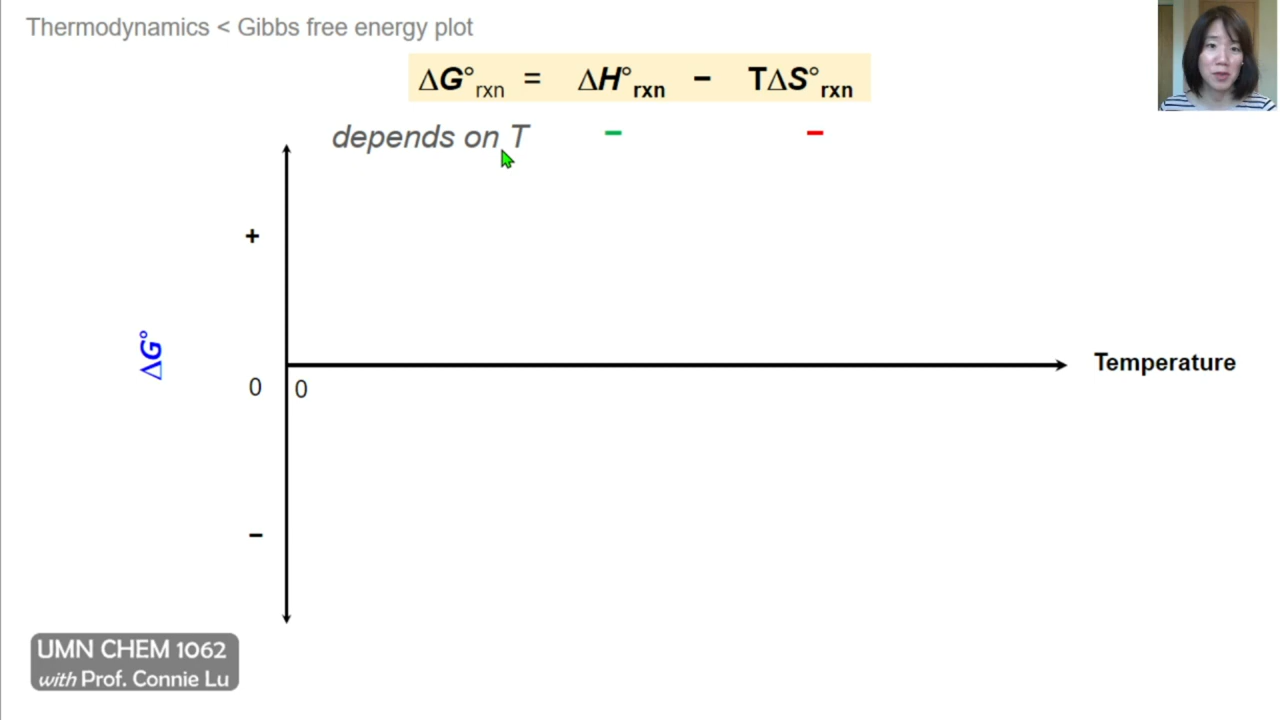 Thermodynamics < Gibbs free energy plot
ΔG°rxn = ΔH°rxn − TΔS°rxn
depends on T − −
+
ΔG°
Temperature
0 0
−
UMN CHEM 1062
with Prof. Connie Lu